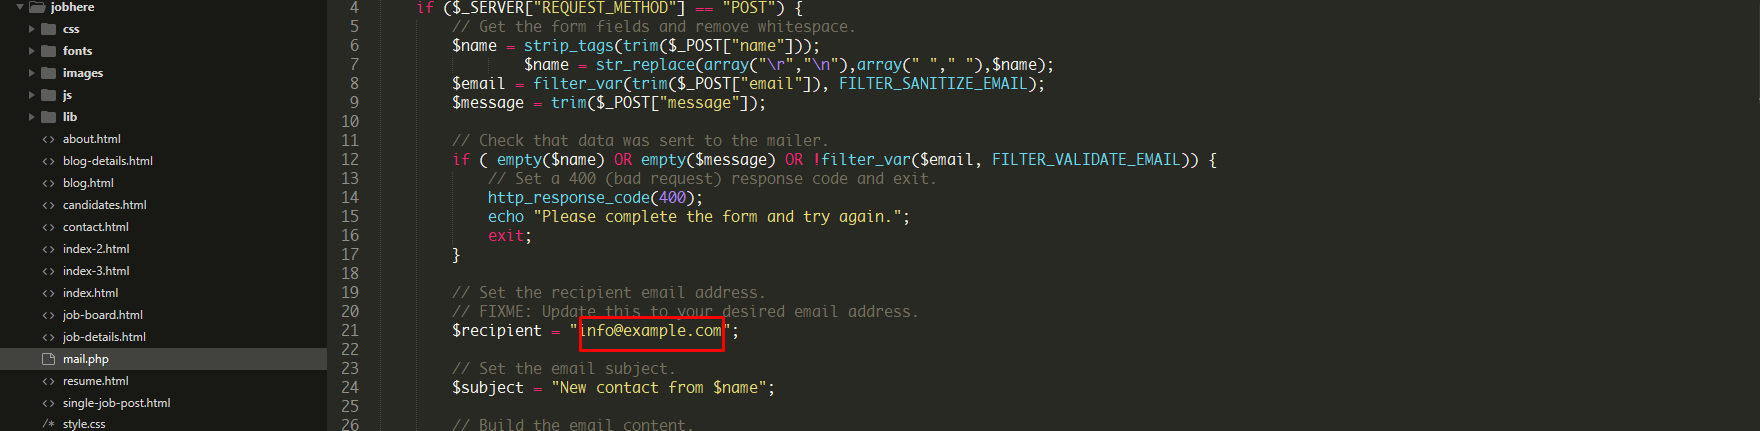 jobhere
css
fonts
images
js
lib
about.html
blog-details.html
blog.html
candidates.html
contact.html
index-2.html
index-3.html
index.html
job-board.html
job-details.html
mail.php
resume.html
single-job-post.html
style.css
4 if ($_SERVER["REQUEST_METHOD"] == "POST") {
5 // Get the form fields and remove whitespace.
6 $name = strip_tags(trim($_POST["name"]));
7 $name = str_replace(array("\r","\n"),array(" "," "),$name);
8 $email = filter_var(trim($_POST["email"]), FILTER_SANITIZE_EMAIL);
9 $message = trim($_POST["message"]);
10
11 // Check that data was sent to the mailer.
12 if ( empty($name) OR empty($message) OR !filter_var($email, FILTER_VALIDATE_EMAIL)) {
13 // Set a 400 (bad request) response code and exit.
14 http_response_code(400);
15 echo "Please complete the form and try again.";
16 exit;
17 }
18
19 // Set the recipient email address.
20 // FIXME: Update this to your desired email address.
21 $recipient = "info@example.com";
22
23 // Set the email subject.
24 $subject = "New contact from $name";
25
26 // Build the email content.